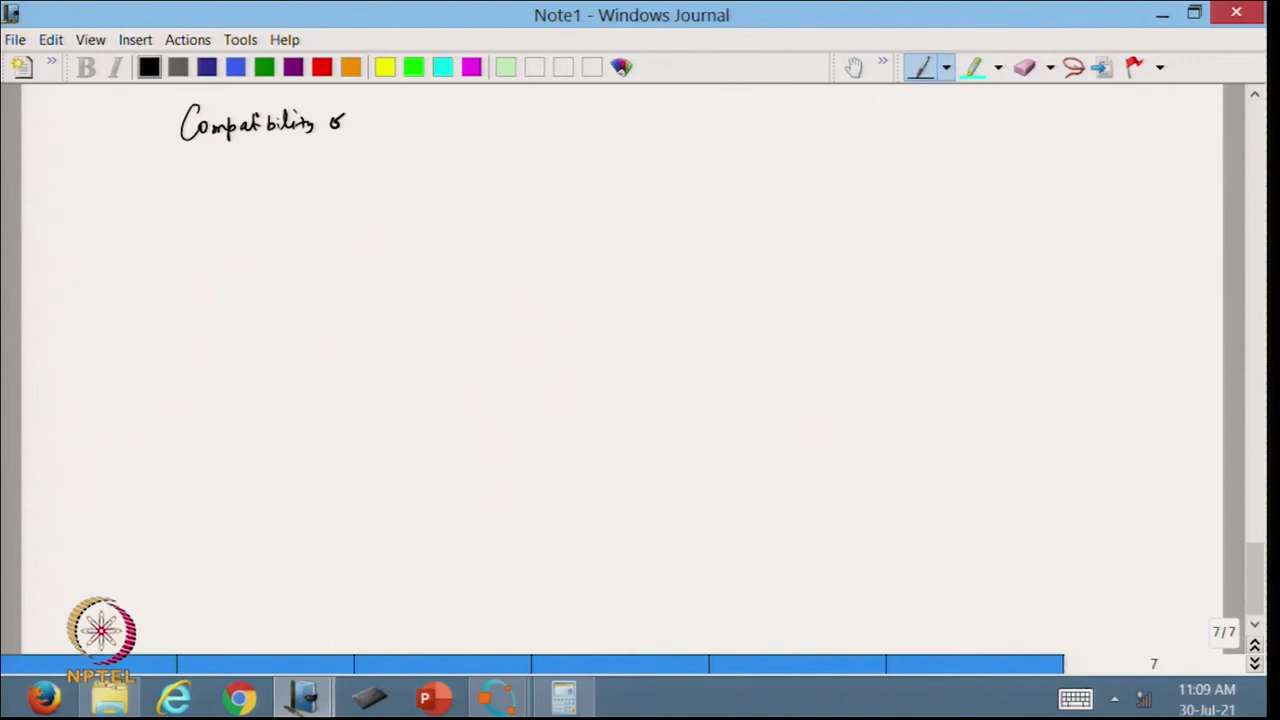 Note1 - Windows Journal
File Edit View Insert Actions Tools Help
B I
Compatibility o
7/7
7
NPTEL
11:09 AM
30-Jul-21